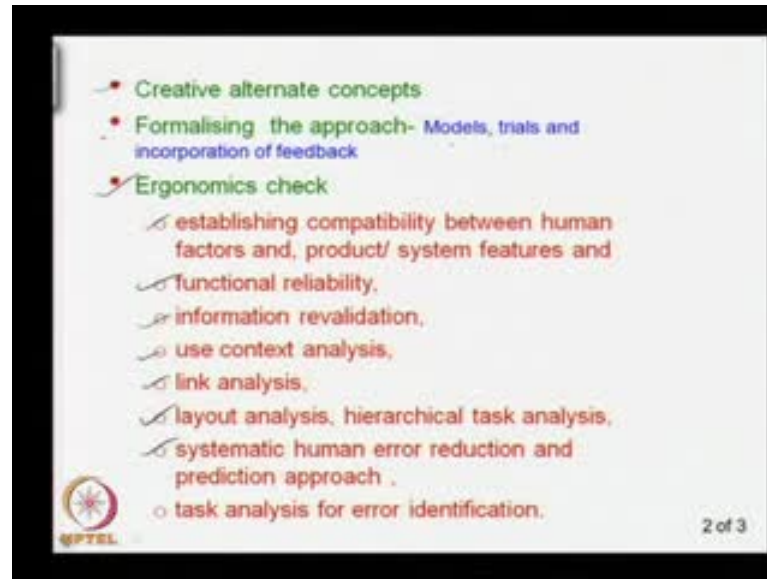 Creative alternate concepts
Formalising the approach- Models, trials and
incorporation of feedback
Ergonomics check
establishing compatibility between human
factors and, product/ system features and
functional reliability,
information revalidation,
use context analysis,
link analysis,
layout analysis, hierarchical task analysis,
systematic human error reduction and
prediction approach .
task analysis for error identification.
NPTEL
2 of 3